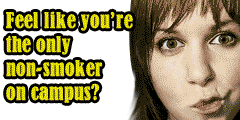 Feel like you're
the only
non-smoker
on campus?